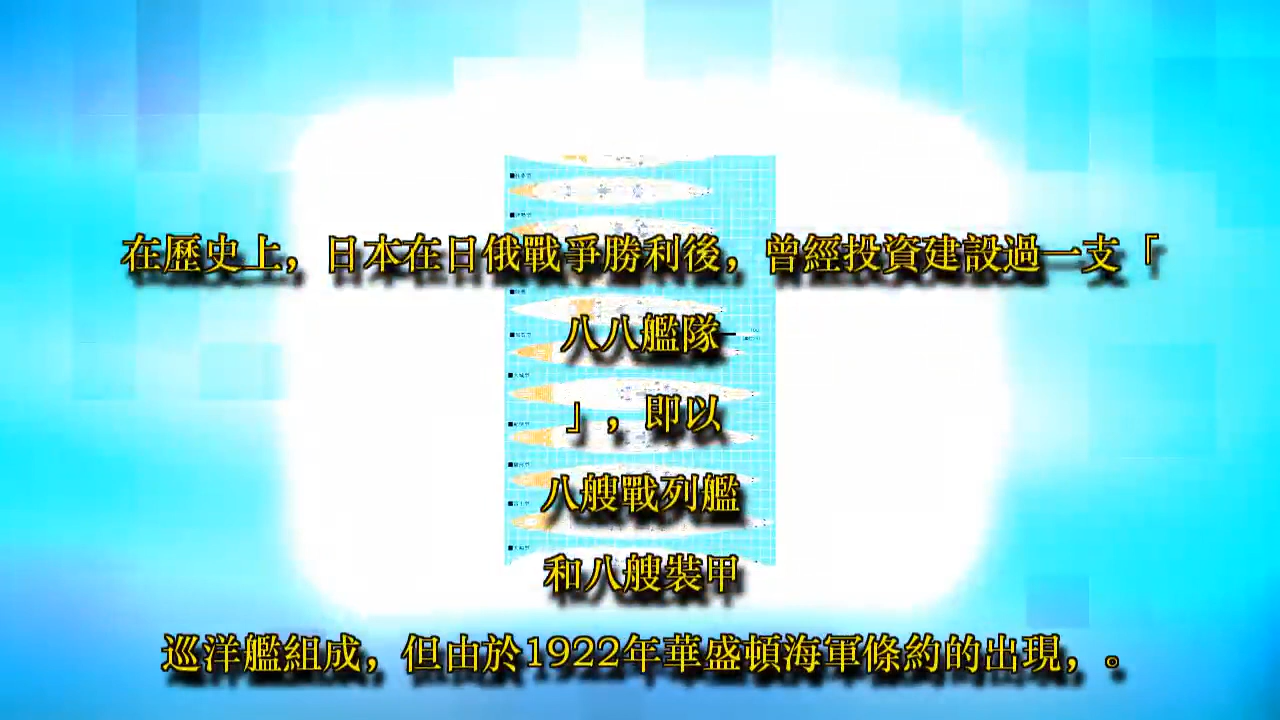 在歷史上，日本在日俄戰爭勝利後，曾經投資建設過一支「
八八艦隊
」，即以
八艘戰列艦
和八艘裝甲
巡洋艦組成，但由於1922年華盛頓海軍條約的出現，。